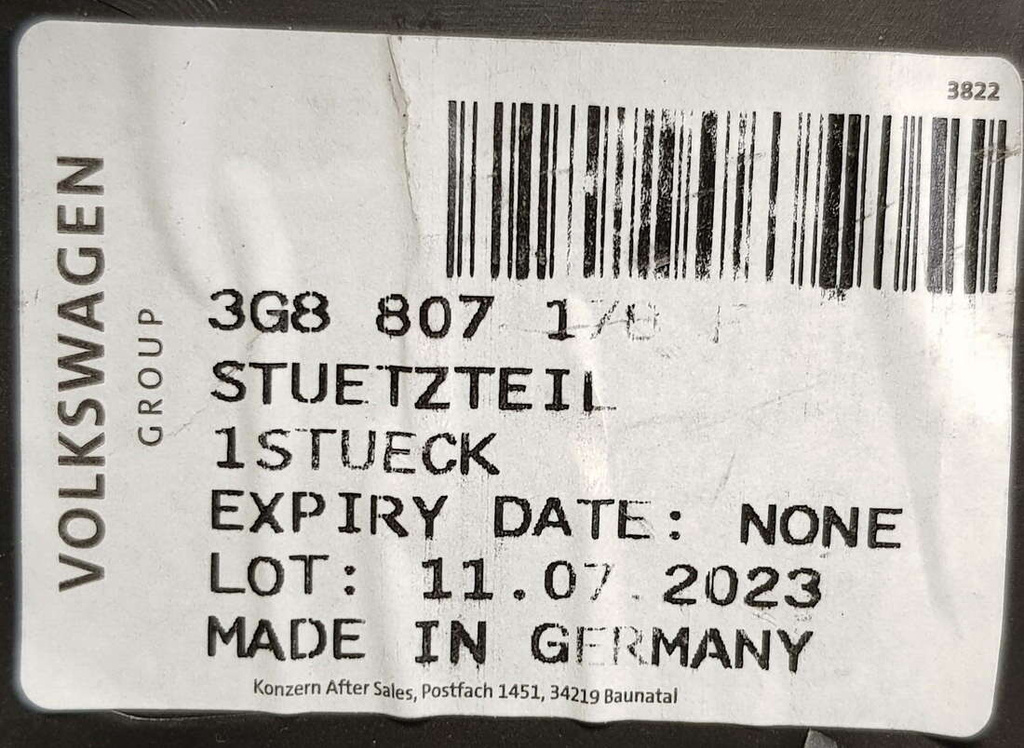 3822
VOLKSWAGEN
GROUP
3G8 807
STUETZTEIL
1STUECK
EXPIRY DATE: NONE
LOT: 11.07.2023
MADE IN GERMANY
Konzern After Sales, Postfach 1451, 34219 Baunatal